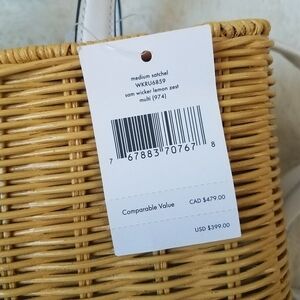 medium satchel
WKRU6859
sam wicker lemon zest
multi (974)
7 67883 70767 8
Comparable Value CAD $479.00
USD $399.00